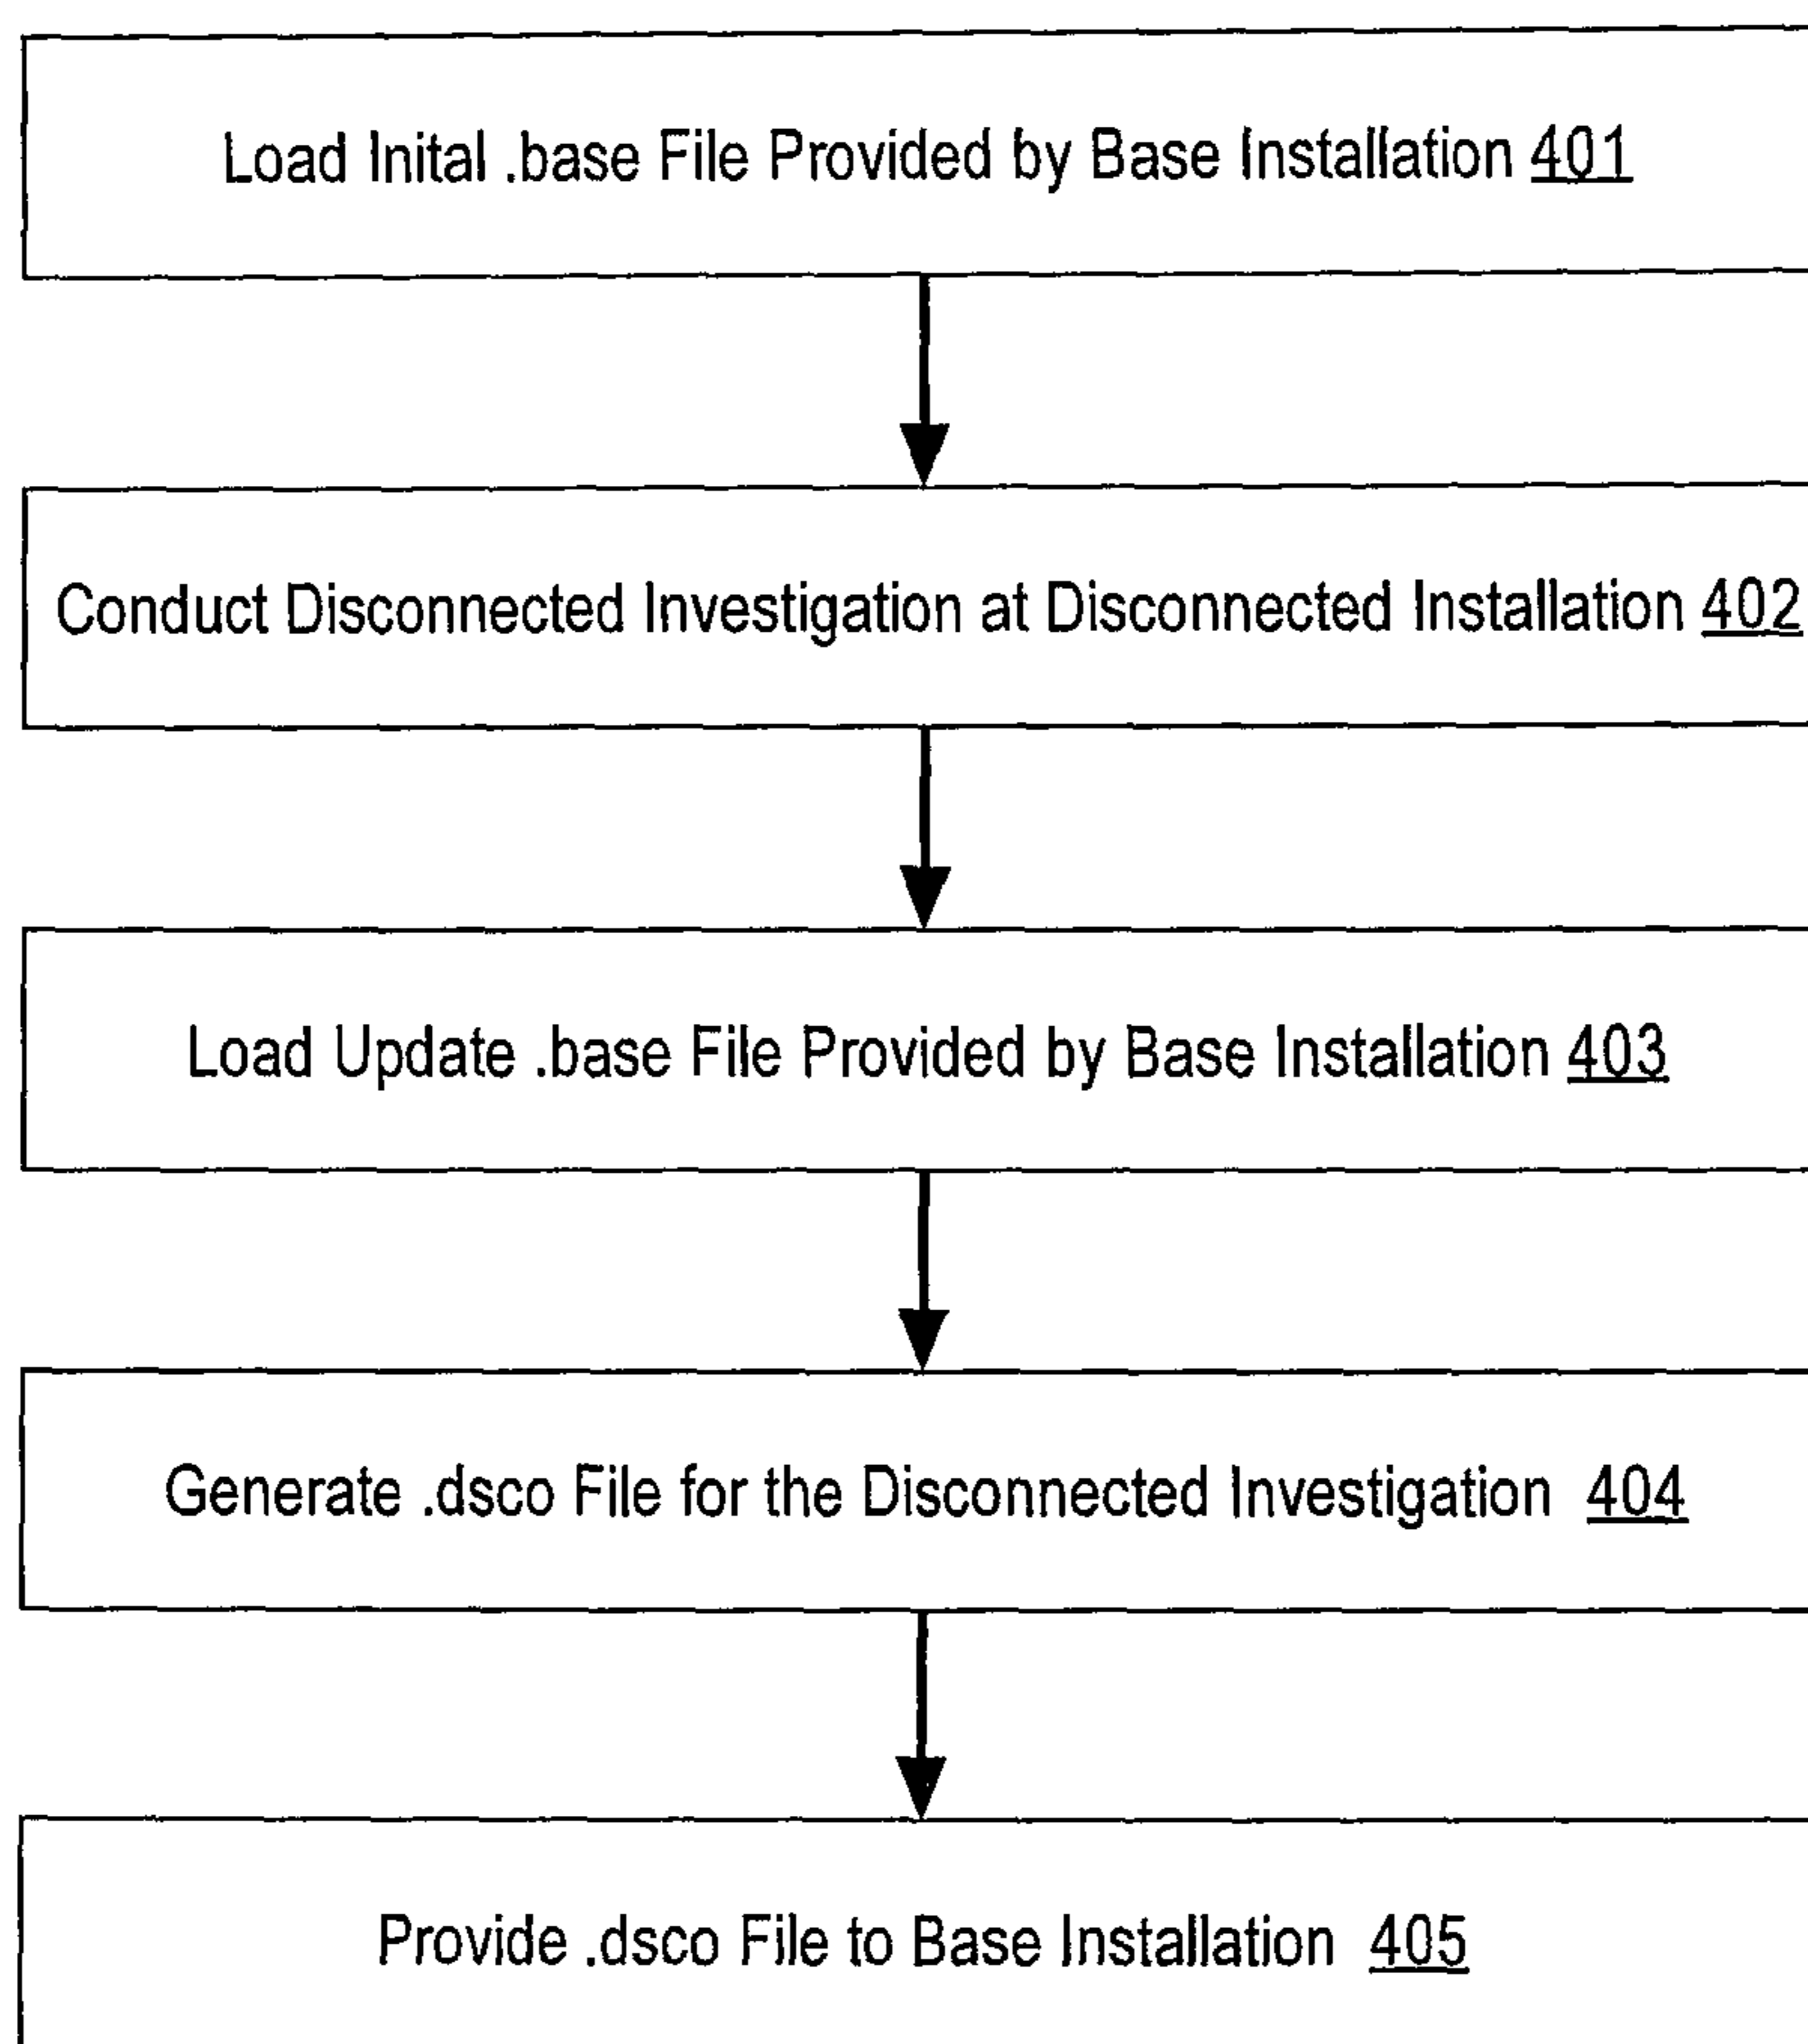 Load Inital .base File Provided by Base Installation 401
Conduct Disconnected Investigation at Disconnected Installation 402
Load Update .base File Provided by Base Installation 403
Generate .dsco File for the Disconnected Investigation 404
Provide .dsco File to Base Installation 405